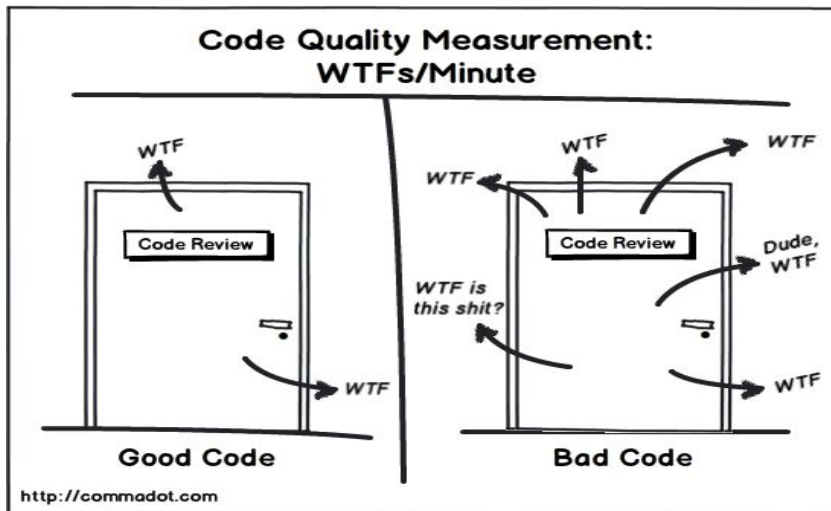 Code Quality Measurement:
WTFs/Minute
WTF
Code Review
WTF
Good Code
WTF
WTF
WTF
Code Review
Dude,
WTF
WTF is
this shit?
WTF
Bad Code
http://commadot.com